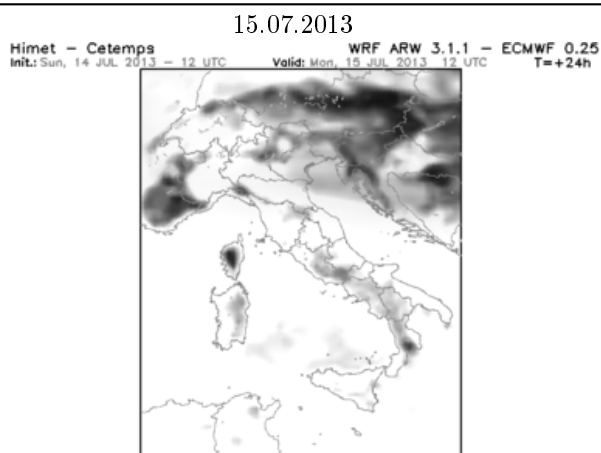 15.07.2013
Himet – Cetemps WRF ARW 3.1.1 – ECMWF 0.25
Init.: Sun, 14 JUL 2013 – 12 UTC Valid: Mon, 15 JUL 2013 12 UTC T=+24h